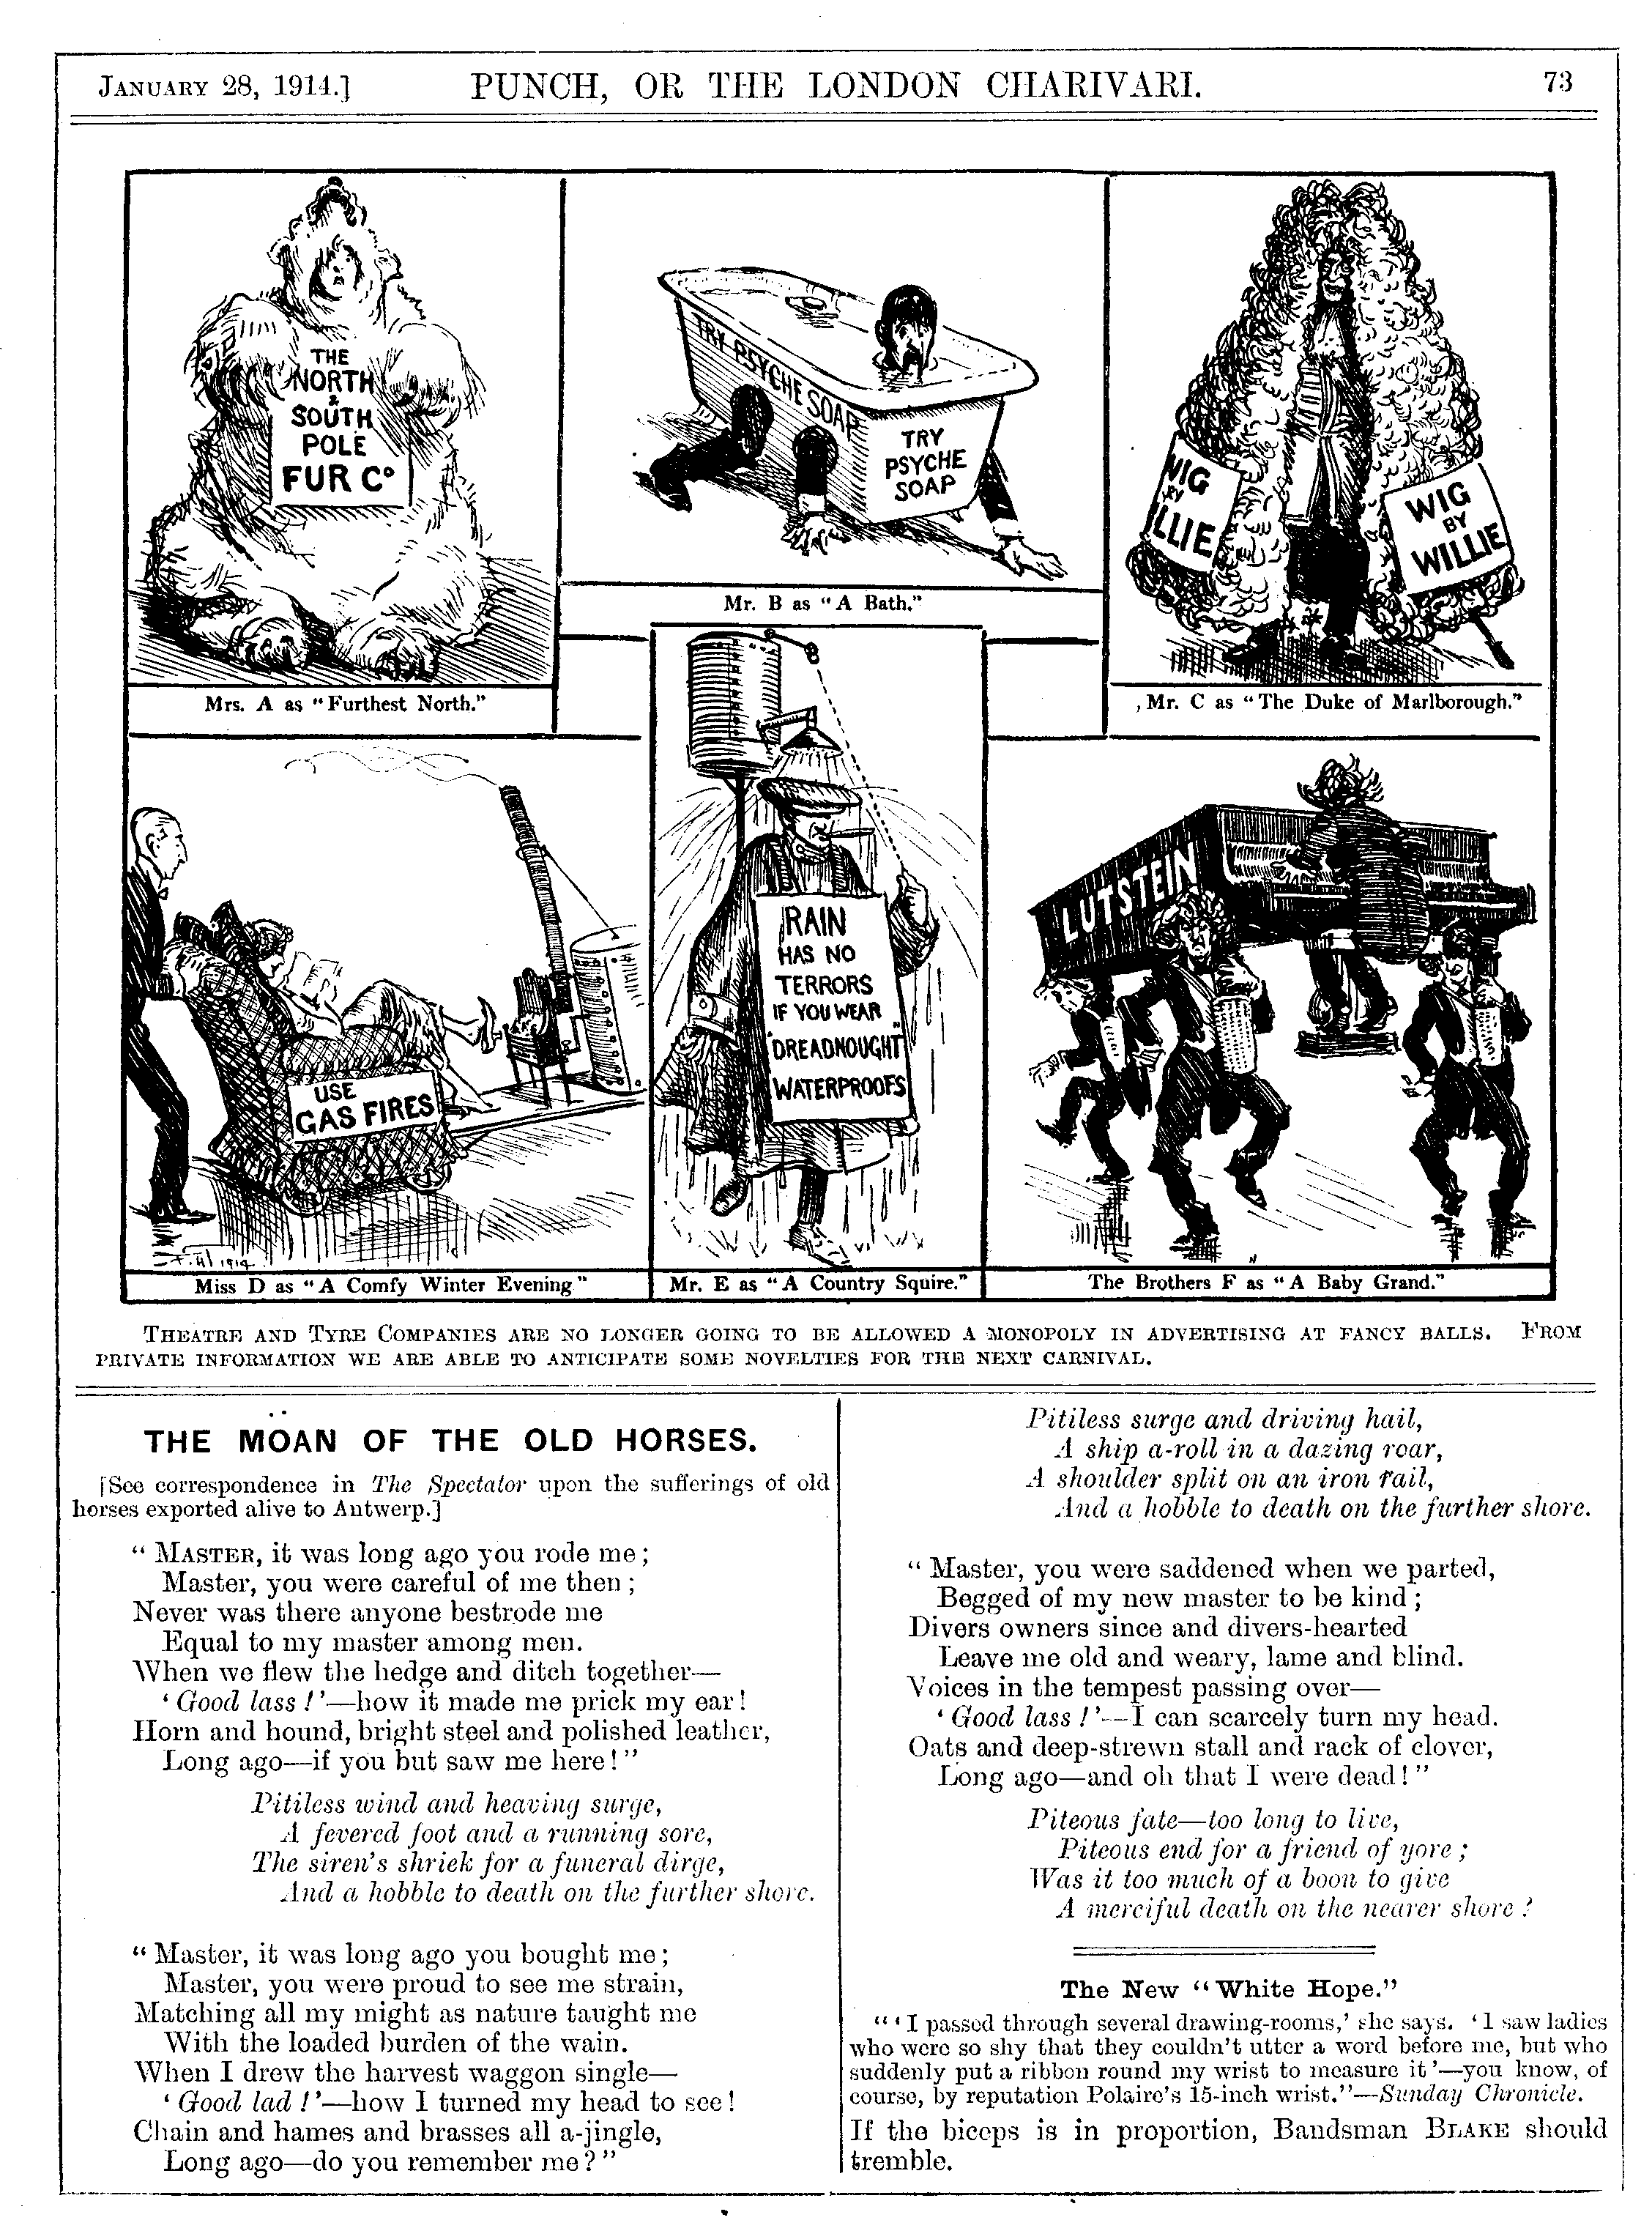 JANUARY 28, 1914.] PUNCH, OR THE LONDON CHARIVARI. 73
THE
NORTH
&
SOUTH
POLE
FUR Co
Mrs. A as "Furthest North."
TRY PSYCHE SOAP
TRY
PSYCHE
SOAP
Mr. B as "A Bath."
WIG
BY
WILLIE
WIG
BY
WILLIE
Mr. C as "The Duke of Marlborough."
USE
GAS FIRES
1914
Miss D as "A Comfy Winter Evening"
RAIN
HAS NO
TERRORS
IF YOU WEAR
"DREADNOUGHT"
WATERPROOFS
Mr. E as "A Country Squire."
LUTSTEIN
The Brothers F as "A Baby Grand."
THEATRE AND TYRE COMPANIES ARE NO LONGER GOING TO BE ALLOWED A MONOPOLY IN ADVERTISING AT FANCY BALLS. FROM
PRIVATE INFORMATION WE ARE ABLE TO ANTICIPATE SOME NOVELTIES FOR THE NEXT CARNIVAL.
THE MOAN OF THE OLD HORSES.
[See correspondence in The Spectator upon the sufferings of old
horses exported alive to Antwerp.]
"MASTER, it was long ago you rode me;
Master, you were careful of me then;
Never was there anyone bestrode me
Equal to my master among men.
When we flew the hedge and ditch together—
'Good lass!'—how it made me prick my ear!
Horn and hound, bright steel and polished leather,
Long ago—if you but saw me here!"
Pitiless wind and heaving surge,
A fevered foot and a running sore,
The siren's shriek for a funeral dirge,
And a hobble to death on the further shore.
"Master, it was long ago you bought me;
Master, you were proud to see me strain,
Matching all my might as nature taught me
With the loaded burden of the wain.
When I drew the harvest waggon single—
'Good lad!'—how I turned my head to see!
Chain and hames and brasses all a-jingle,
Long ago—do you remember me?"
Pitiless surge and driving hail,
A ship a-roll in a dazing roar,
A shoulder split on an iron rail,
And a hobble to death on the further shore.
"Master, you were saddened when we parted,
Begged of my new master to be kind;
Divers owners since and divers-hearted
Leave me old and weary, lame and blind.
Voices in the tempest passing over—
'Good lass!'—I can scarcely turn my head.
Oats and deep-strewn stall and rack of clover,
Long ago—and oh that I were dead!"
Piteous fate—too long to live,
Piteous end for a friend of yore;
Was it too much of a boon to give
A merciful death on the nearer shore?
The New "White Hope."
"'I passed through several drawing-rooms,' she says. 'I saw ladies
who were so shy that they couldn't utter a word before me, but who
suddenly put a ribbon round my wrist to measure it'—you know, of
course, by reputation Polaire's 15-inch wrist."—Sunday Chronicle.
If the biceps is in proportion, Bandsman BLAKE should
tremble.